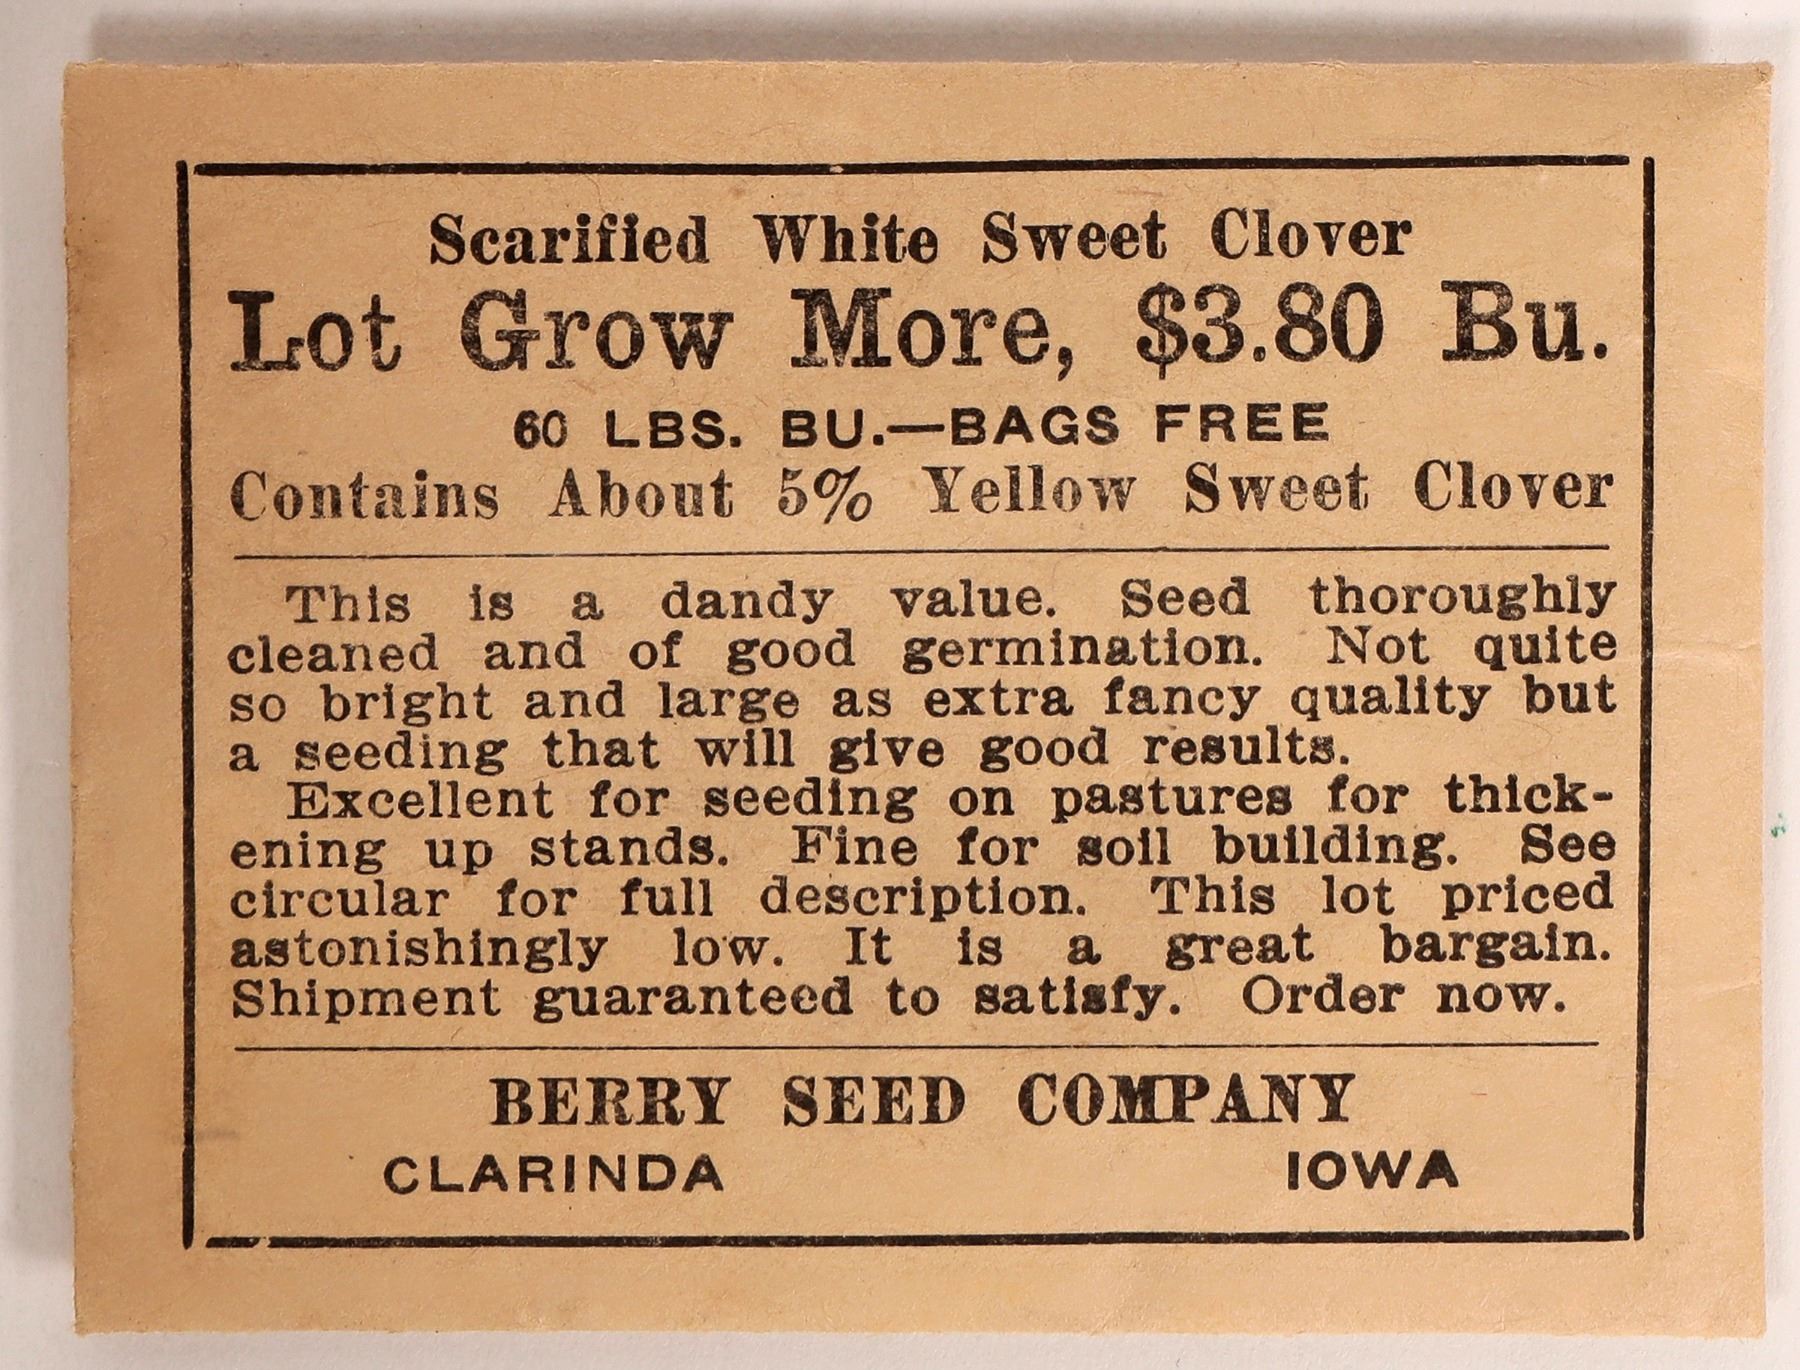 Scarified White Sweet Clover
Lot Grow More, $3.80 Bu.
60 LBS. BU.—BAGS FREE
Contains About 5% Yellow Sweet Clover
This is a dandy value. Seed thoroughly
cleaned and of good germination. Not quite
so bright and large as extra fancy quality but
a seeding that will give good results.
Excellent for seeding on pastures for thick-
ening up stands. Fine for soil building. See
circular for full description. This lot priced
astonishingly low. It is a great bargain.
Shipment guaranteed to satisfy. Order now.
BERRY SEED COMPANY
CLARINDA IOWA